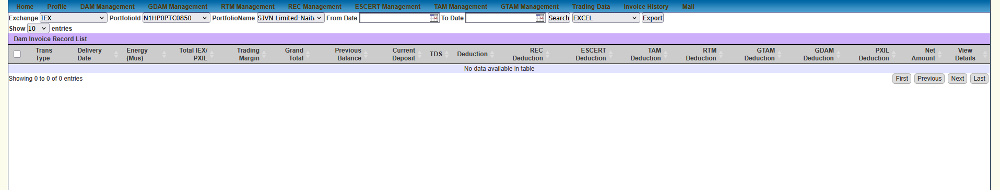 Home Profile DAM Management GDAM Management RTM Management REC Management ESCERT Management TAM Management GTAM Management Trading Data Invoice History Mail
Exchange IEX PortfolioId N1HP0PTC0850 PortfolioName SJVN Limited-Naitw From Date To Date Search EXCEL Export
Show 10 entries
Dam Invoice Record List
Trans Type Delivery Date Energy (Mus) Total IEX/ PXIL Trading Margin Grand Total Previous Balance Current Deposit TDS Deduction REC Deduction ESCERT Deduction TAM Deduction RTM Deduction GTAM Deduction GDAM Deduction PXIL Deduction Net Amount View Details
No data available in table
Showing 0 to 0 of 0 entries First Previous Next Last